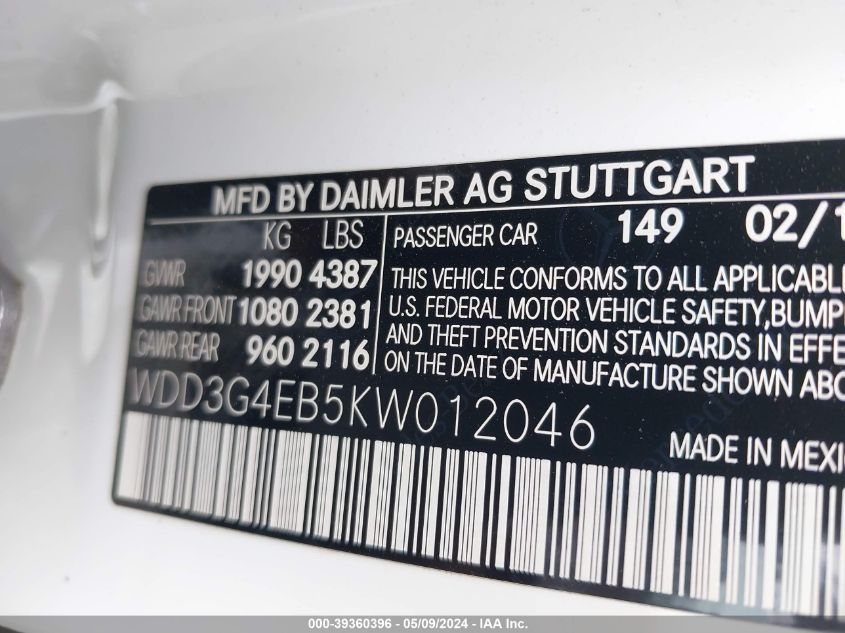 MFD BY DAIMLER AG STUTTGART
KG LBS
GVWR 1990 4387
GAWR FRONT 1080 2381
GAWR REAR 960 2116
PASSENGER CAR 149 02/1
THIS VEHICLE CONFORMS TO ALL APPLICABLE
U.S. FEDERAL MOTOR VEHICLE SAFETY, BUMP
AND THEFT PREVENTION STANDARDS IN EFFE
ON THE DATE OF MANUFACTURE SHOWN ABO
WDD3G4EB5KW012046
MADE IN MEXI
000-39360396 - 05/09/2024 - IAA Inc.